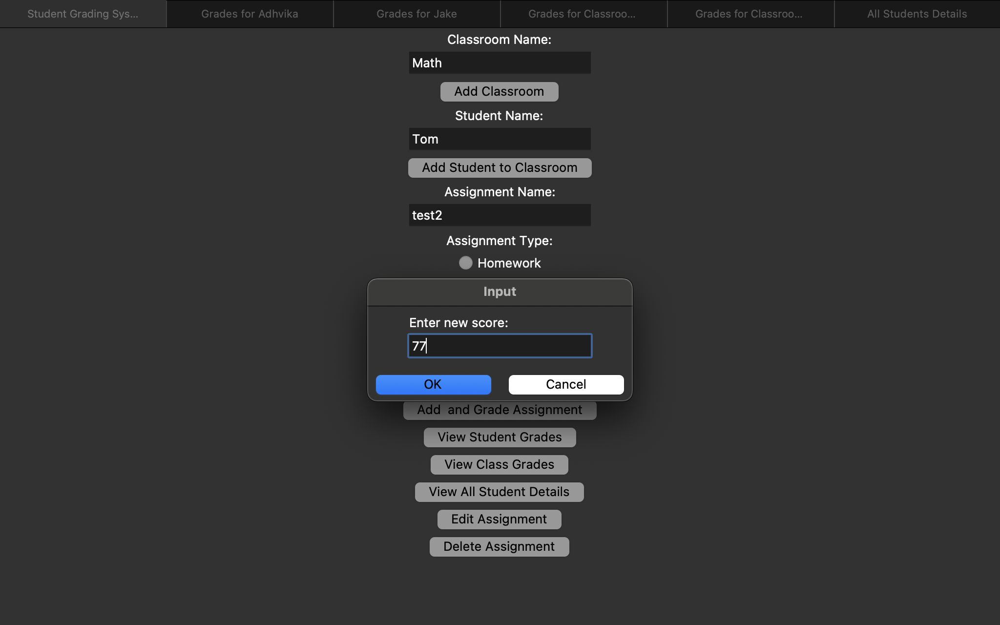 Student Grading Sys... Grades for Adhvika Grades for Jake Grades for Classroo... Grades for Classroo... All Students Details
Classroom Name:
Math
Add Classroom
Student Name:
Tom
Add Student to Classroom
Assignment Name:
test2
Assignment Type:
Homework
Input
Enter new score:
77
OK Cancel
Add  and Grade Assignment
View Student Grades
View Class Grades
View All Student Details
Edit Assignment
Delete Assignment